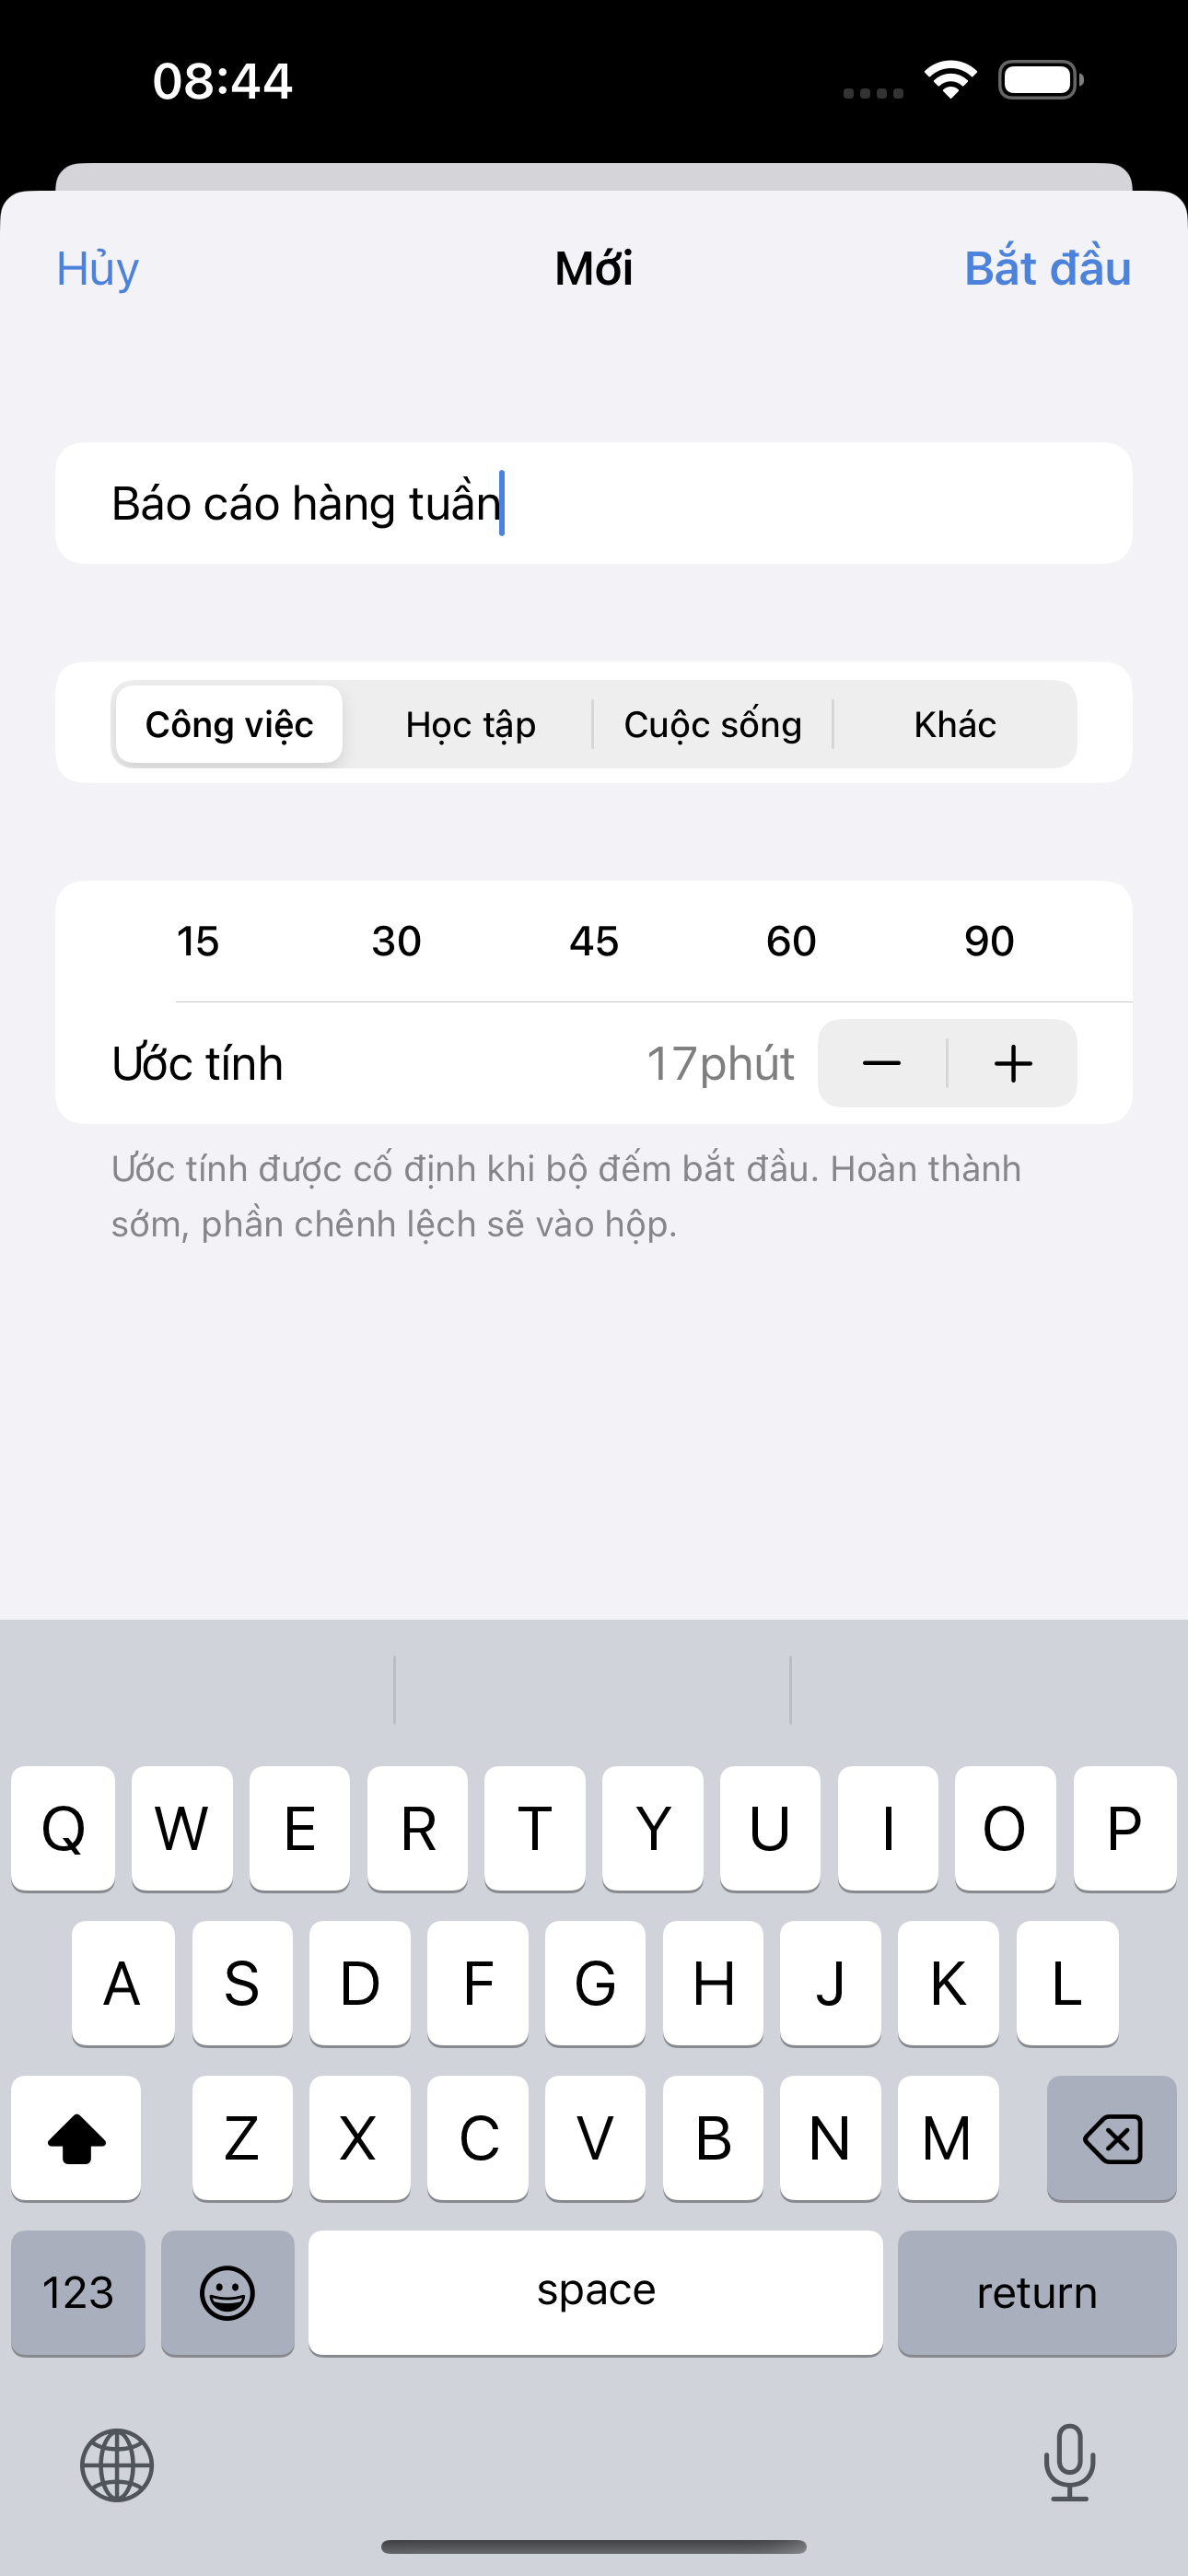 08:44
Hủy
Mới
Bắt đầu
Báo cáo hàng tuần
Công việc
Học tập
Cuộc sống
Khác
15 30 45 60 90
Ước tính
17phút
Ước tính được cố định khi bộ đếm bắt đầu. Hoàn thành
sớm, phần chênh lệch sẽ vào hộp.
Q W E R T Y U I O P
A S D F G H J K L
Z X C V B N M
123
space
return